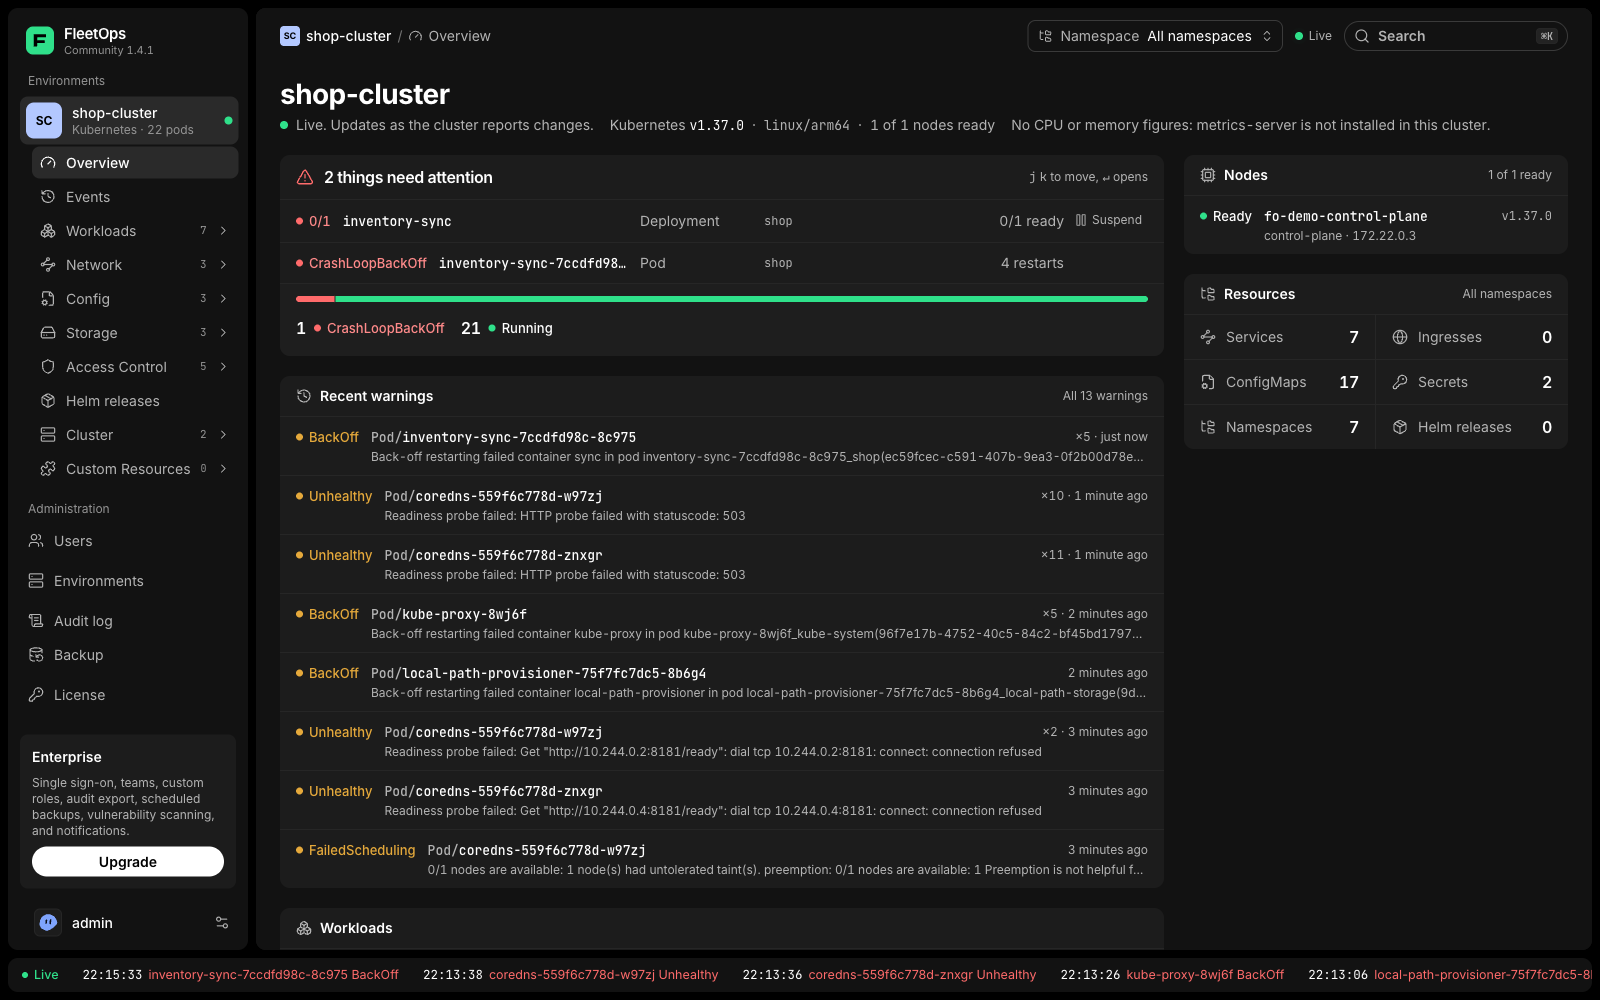 FleetOps
Community 1.4.1
Environments
SC
shop-cluster
Kubernetes · 22 pods
Overview
Events
Workloads 7
Network 3
Config 3
Storage 3
Access Control 5
Helm releases
Cluster 2
Custom Resources 0
Administration
Users
Environments
Audit log
Backup
License
Enterprise
Single sign-on, teams, custom
roles, audit export, scheduled
backups, vulnerability scanning,
and notifications.
Upgrade
admin
SC shop-cluster / Overview
Namespace All namespaces
Live
Search ⌘K
shop-cluster
Live. Updates as the cluster reports changes. Kubernetes v1.37.0 · linux/arm64 · 1 of 1 nodes ready No CPU or memory figures: metrics-server is not installed in this cluster.
2 things need attention
j k to move, ↵ opens
0/1 inventory-sync Deployment shop 0/1 ready Suspend
CrashLoopBackOff inventory-sync-7ccdfd98… Pod shop 4 restarts
1 CrashLoopBackOff 21 Running
Recent warnings
All 13 warnings
BackOff Pod/inventory-sync-7ccdfd98c-8c975 ×5 · just now
Back-off restarting failed container sync in pod inventory-sync-7ccdfd98c-8c975_shop(ec59fcec-c591-407b-9ea3-0f2b00d78e…
Unhealthy Pod/coredns-559f6c778d-w97zj ×10 · 1 minute ago
Readiness probe failed: HTTP probe failed with statuscode: 503
Unhealthy Pod/coredns-559f6c778d-znxgr ×11 · 1 minute ago
Readiness probe failed: HTTP probe failed with statuscode: 503
BackOff Pod/kube-proxy-8wj6f ×5 · 2 minutes ago
Back-off restarting failed container kube-proxy in pod kube-proxy-8wj6f_kube-system(96f7e17b-4752-40c5-84c2-bf45bd1797…
BackOff Pod/local-path-provisioner-75f7fc7dc5-8b6g4 2 minutes ago
Back-off restarting failed container local-path-provisioner in pod local-path-provisioner-75f7fc7dc5-8b6g4_local-path-storage(9d…
Unhealthy Pod/coredns-559f6c778d-w97zj ×2 · 3 minutes ago
Readiness probe failed: Get "http://10.244.0.2:8181/ready": dial tcp 10.244.0.2:8181: connect: connection refused
Unhealthy Pod/coredns-559f6c778d-znxgr 3 minutes ago
Readiness probe failed: Get "http://10.244.0.4:8181/ready": dial tcp 10.244.0.4:8181: connect: connection refused
FailedScheduling Pod/coredns-559f6c778d-w97zj 3 minutes ago
0/1 nodes are available: 1 node(s) had untolerated taint(s). preemption: 0/1 nodes are available: 1 Preemption is not helpful f…
Workloads
Nodes 1 of 1 ready
Ready fo-demo-control-plane v1.37.0
control-plane · 172.22.0.3
Resources All namespaces
Services 7
Ingresses 0
ConfigMaps 17
Secrets 2
Namespaces 7
Helm releases 0
Live 22:15:33 inventory-sync-7ccdfd98c-8c975 BackOff 22:13:38 coredns-559f6c778d-w97zj Unhealthy 22:13:36 coredns-559f6c778d-znxgr Unhealthy 22:13:26 kube-proxy-8wj6f BackOff 22:13:06 local-path-provisioner-75f7fc7dc5-8